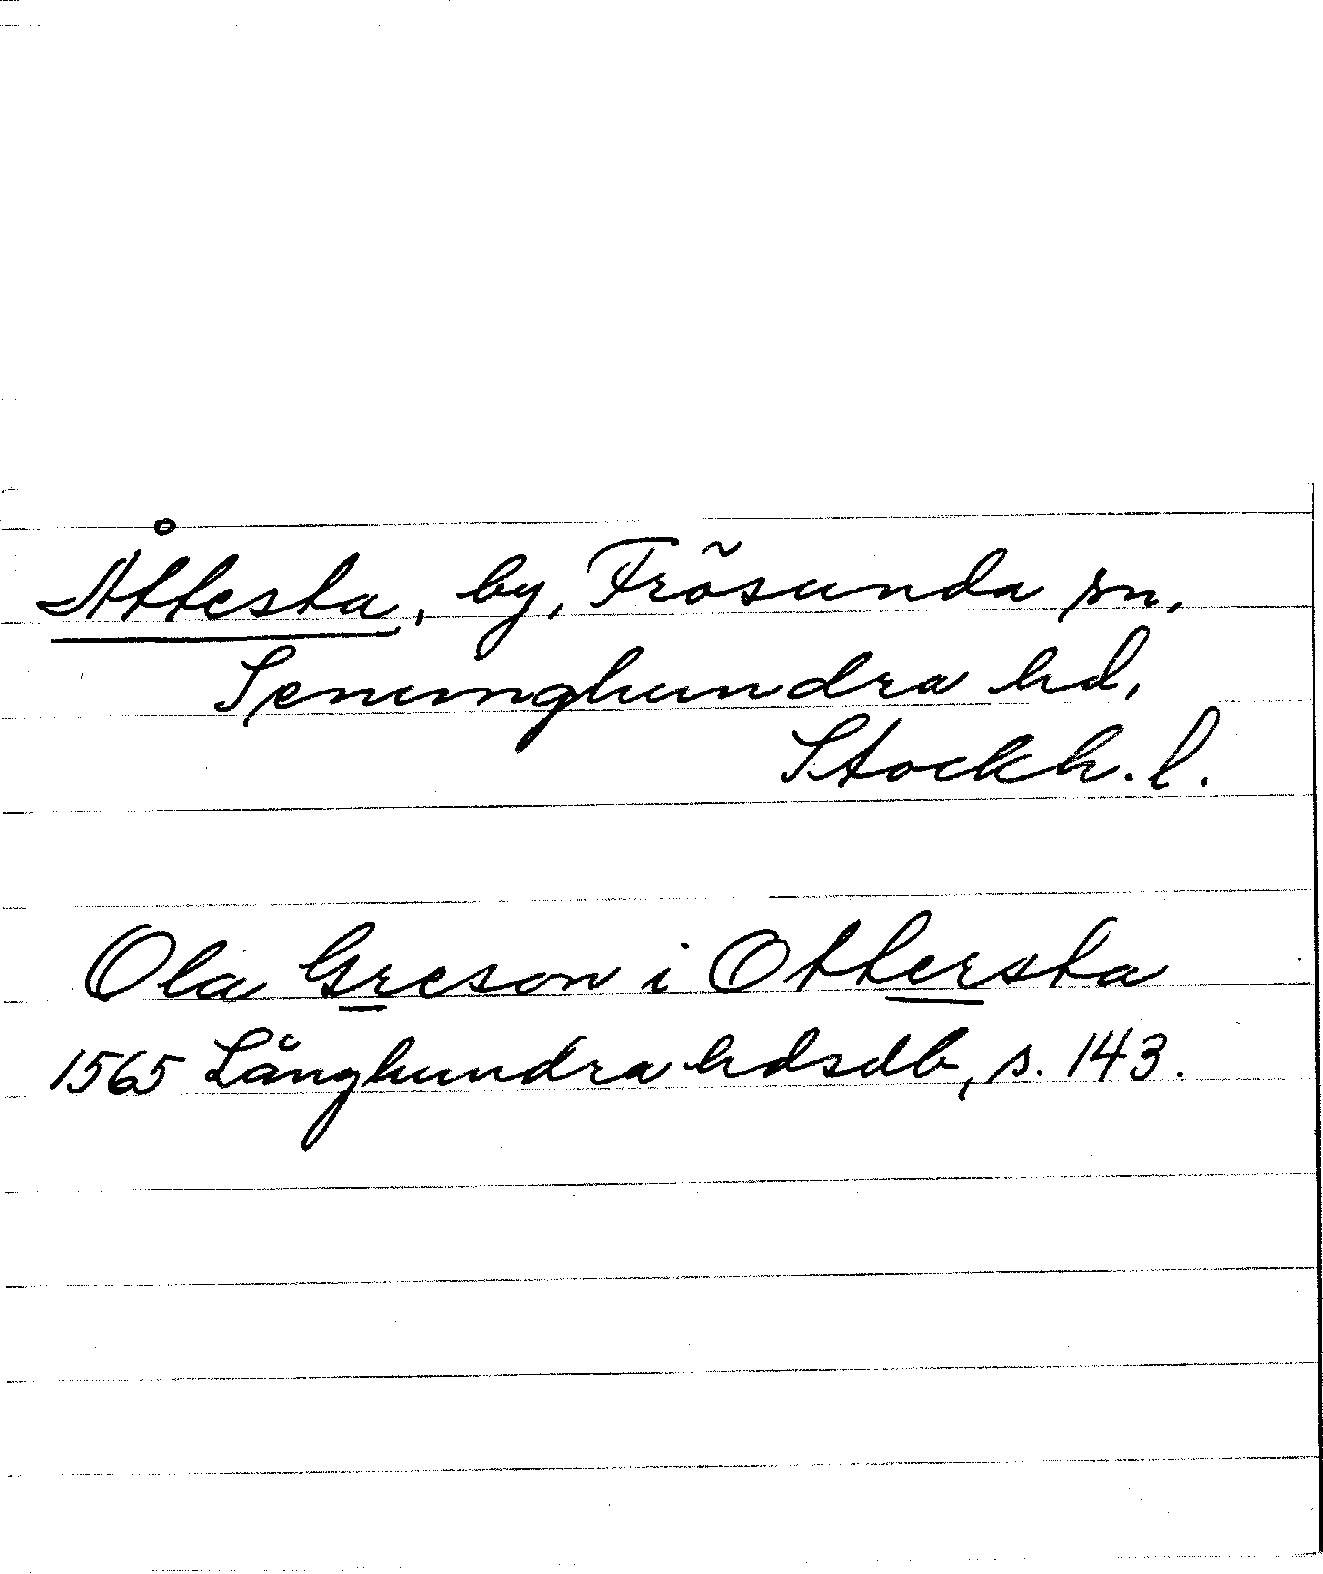 Åttesta, by, Frösunda sn,
Seminghundra hd,
Stockh. l.
Ola Greson i Ottersta
1565 Långhundra hdsdb, s. 143.